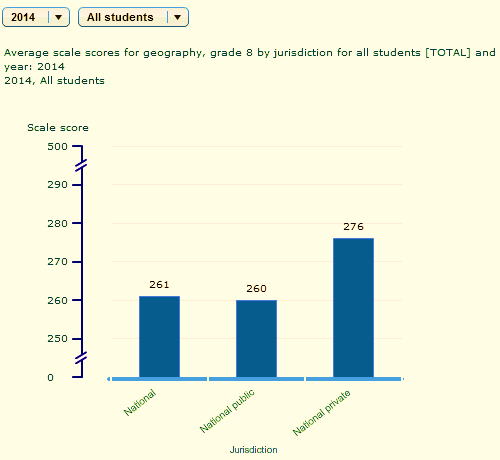 2014 All students
Average scale scores for geography, grade 8 by jurisdiction for all students [TOTAL] and
year: 2014
2014, All students
Scale score
500
290
280
276
270
261
260
260
250
0
National
National public
National private
Jurisdiction